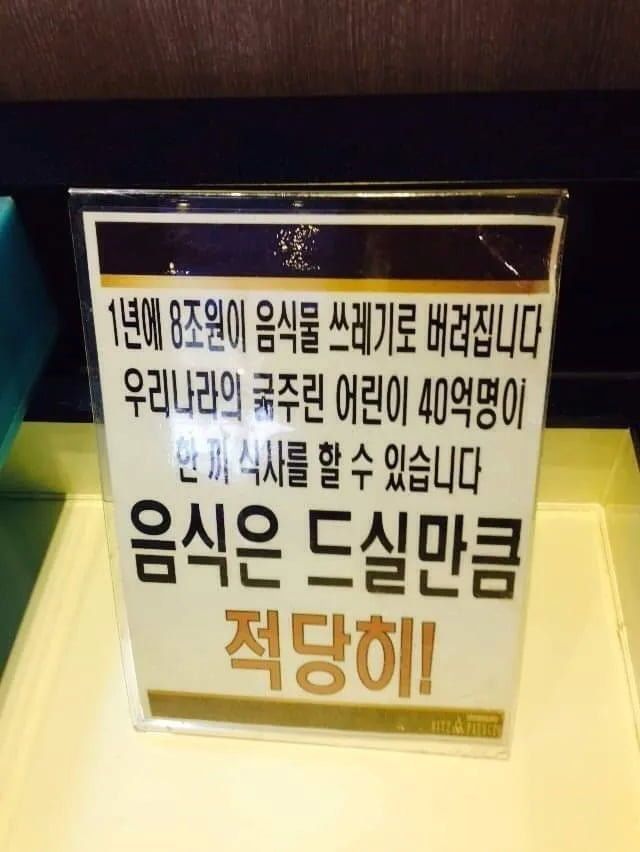 1년에 8조원이 음식물 쓰레기로 버려집니다
우리나라의 굶주린 어린이 40억명이
한 끼 식사를 할 수 있습니다
음식은 드실만큼
적당히!